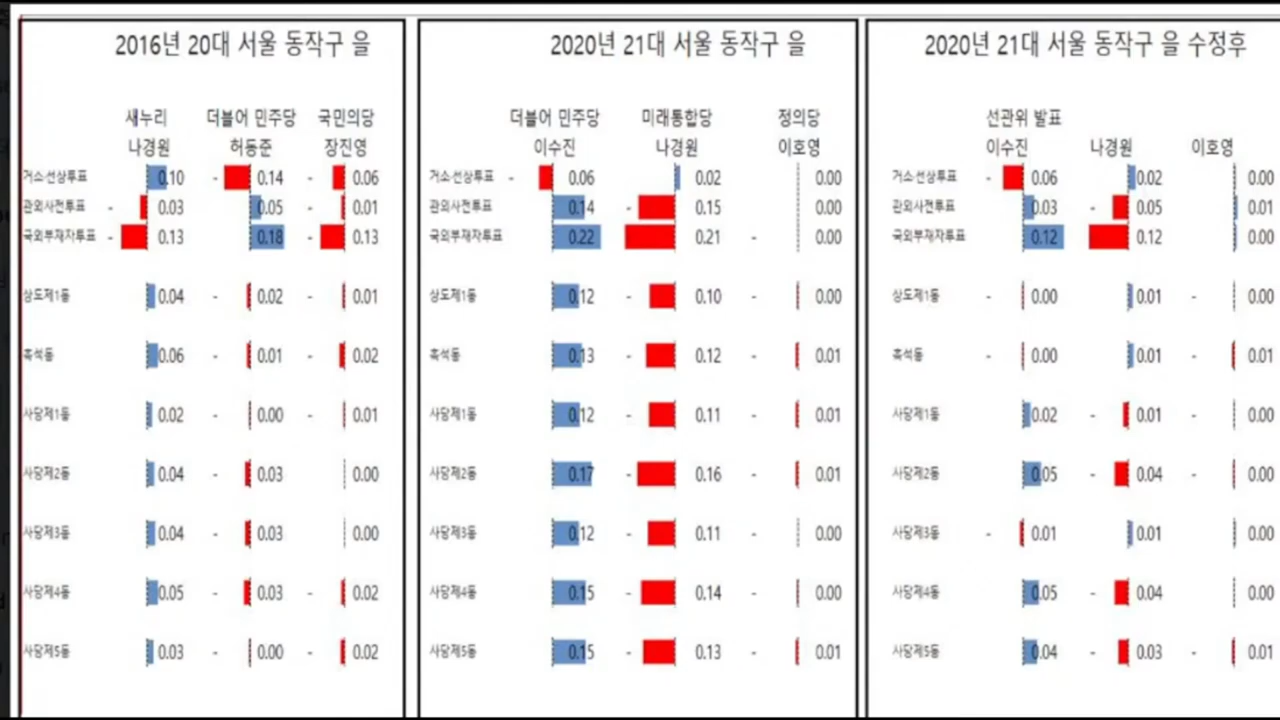 2016년 20대 서울 동작구 을
새누리 더불어 민주당 국민의당
나경원 허동준 장진영
거소·선상투표 0.10 - 0.14 - 0.06
관외사전투표 - 0.03 0.05 - 0.01
국외부재자투표 - 0.13 0.18 - 0.13
상도제1동 0.04 - 0.02 - 0.01
흑석동 0.06 - 0.01 - 0.02
사당제1동 0.02 - 0.00 - 0.01
사당제2동 0.04 - 0.03 0.00
사당제3동 0.04 - 0.03 0.00
사당제4동 0.05 - 0.03 - 0.02
사당제5동 0.03 - 0.00 - 0.02
2020년 21대 서울 동작구 을
더불어 민주당 미래통합당 정의당
이수진 나경원 이호영
거소·선상투표 - 0.06 0.02 0.00
관외사전투표 0.14 - 0.15 0.00
국외부재자투표 0.22 0.21 - 0.00
상도제1동 0.12 - 0.10 - 0.00
흑석동 0.13 - 0.12 - 0.01
사당제1동 0.12 - 0.11 - 0.01
사당제2동 0.17 - 0.16 - 0.01
사당제3동 0.12 - 0.11 - 0.00
사당제4동 0.15 - 0.14 - 0.00
사당제5동 0.15 - 0.13 - 0.01
2020년 21대 서울 동작구 을 수정후
선관위 발표
이수진 나경원 이호영
거소·선상투표 - 0.06 0.02 0.00
관외사전투표 0.03 - 0.05 0.01
국외부재자투표 0.12 0.12 0.00
상도제1동 - 0.00 0.01 - 0.00
흑석동 - 0.00 0.01 - 0.01
사당제1동 0.02 - 0.01 - 0.00
사당제2동 0.05 - 0.04 - 0.00
사당제3동 - 0.01 0.01 - 0.00
사당제4동 0.05 - 0.04 - 0.00
사당제5동 0.04 - 0.03 - 0.01